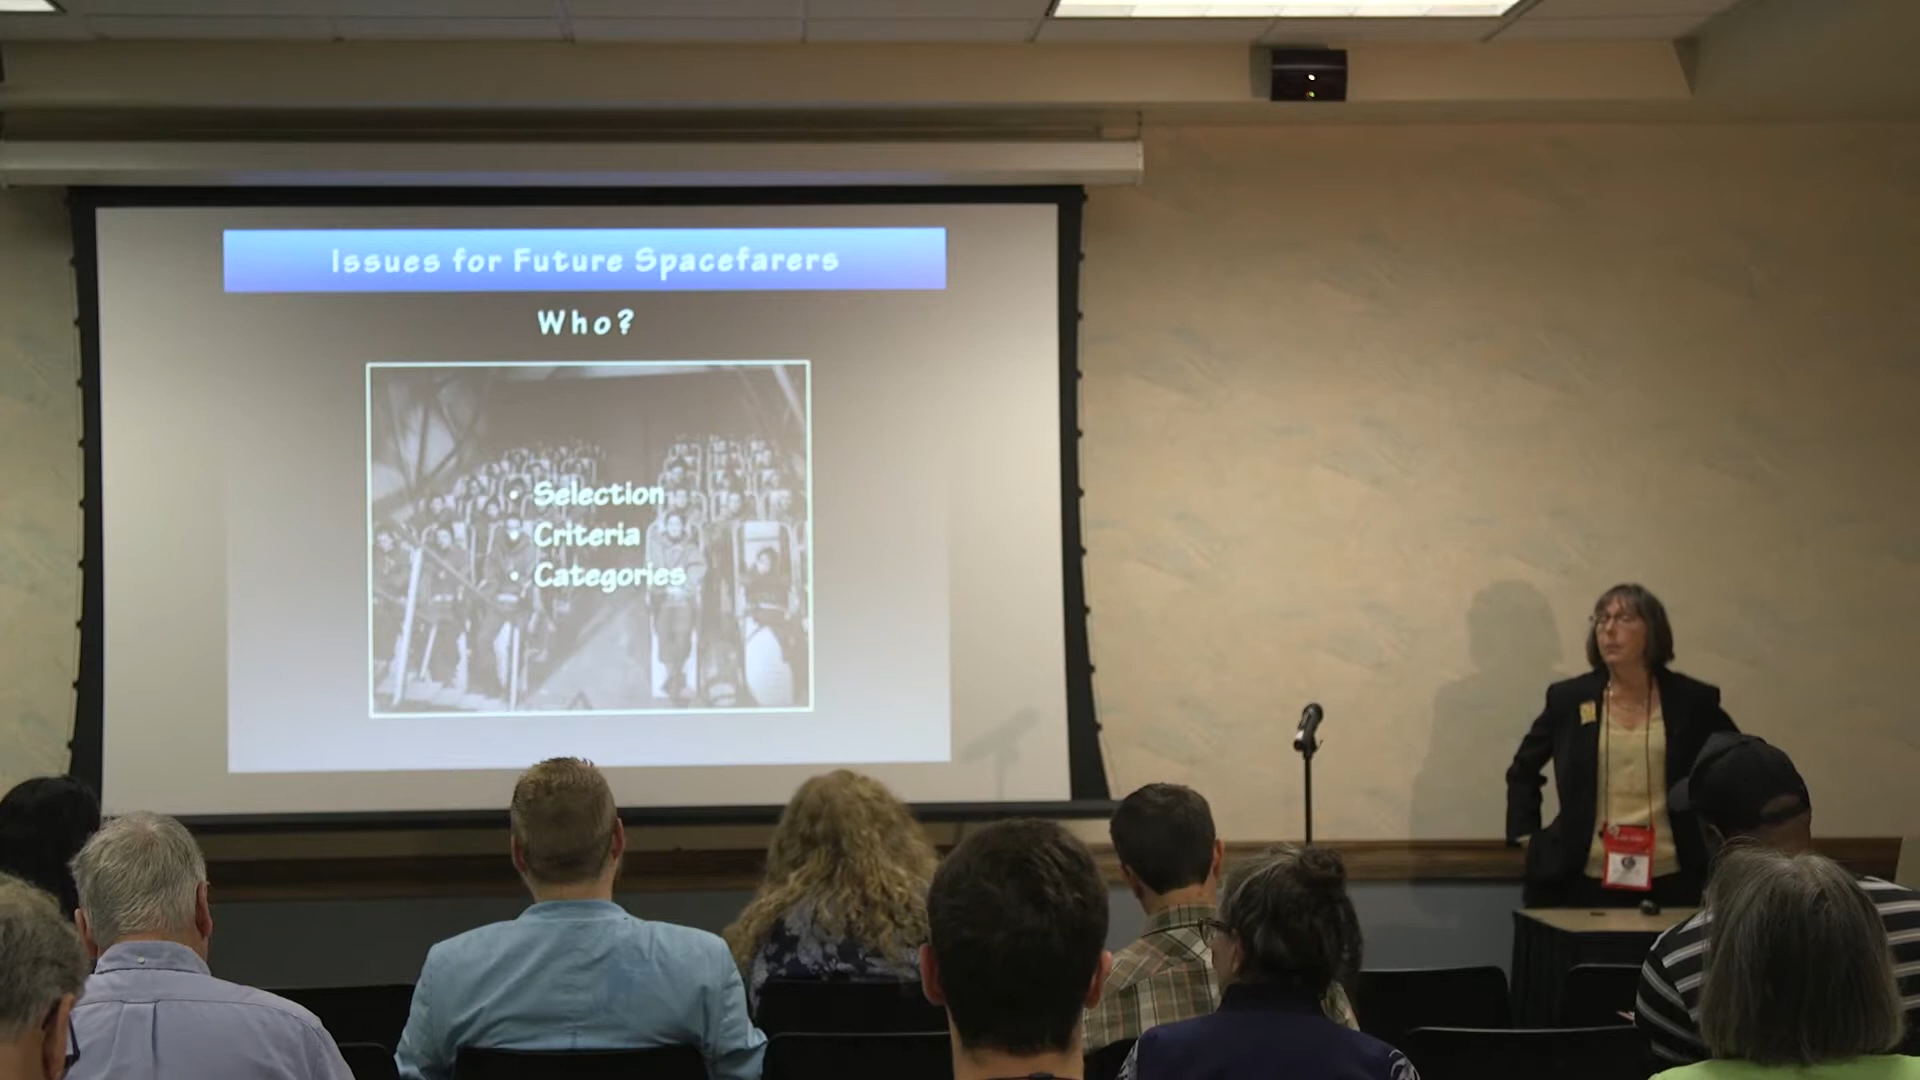 Issues for Future Spacefarers
Who?
• Selection
• Criteria
• Categories